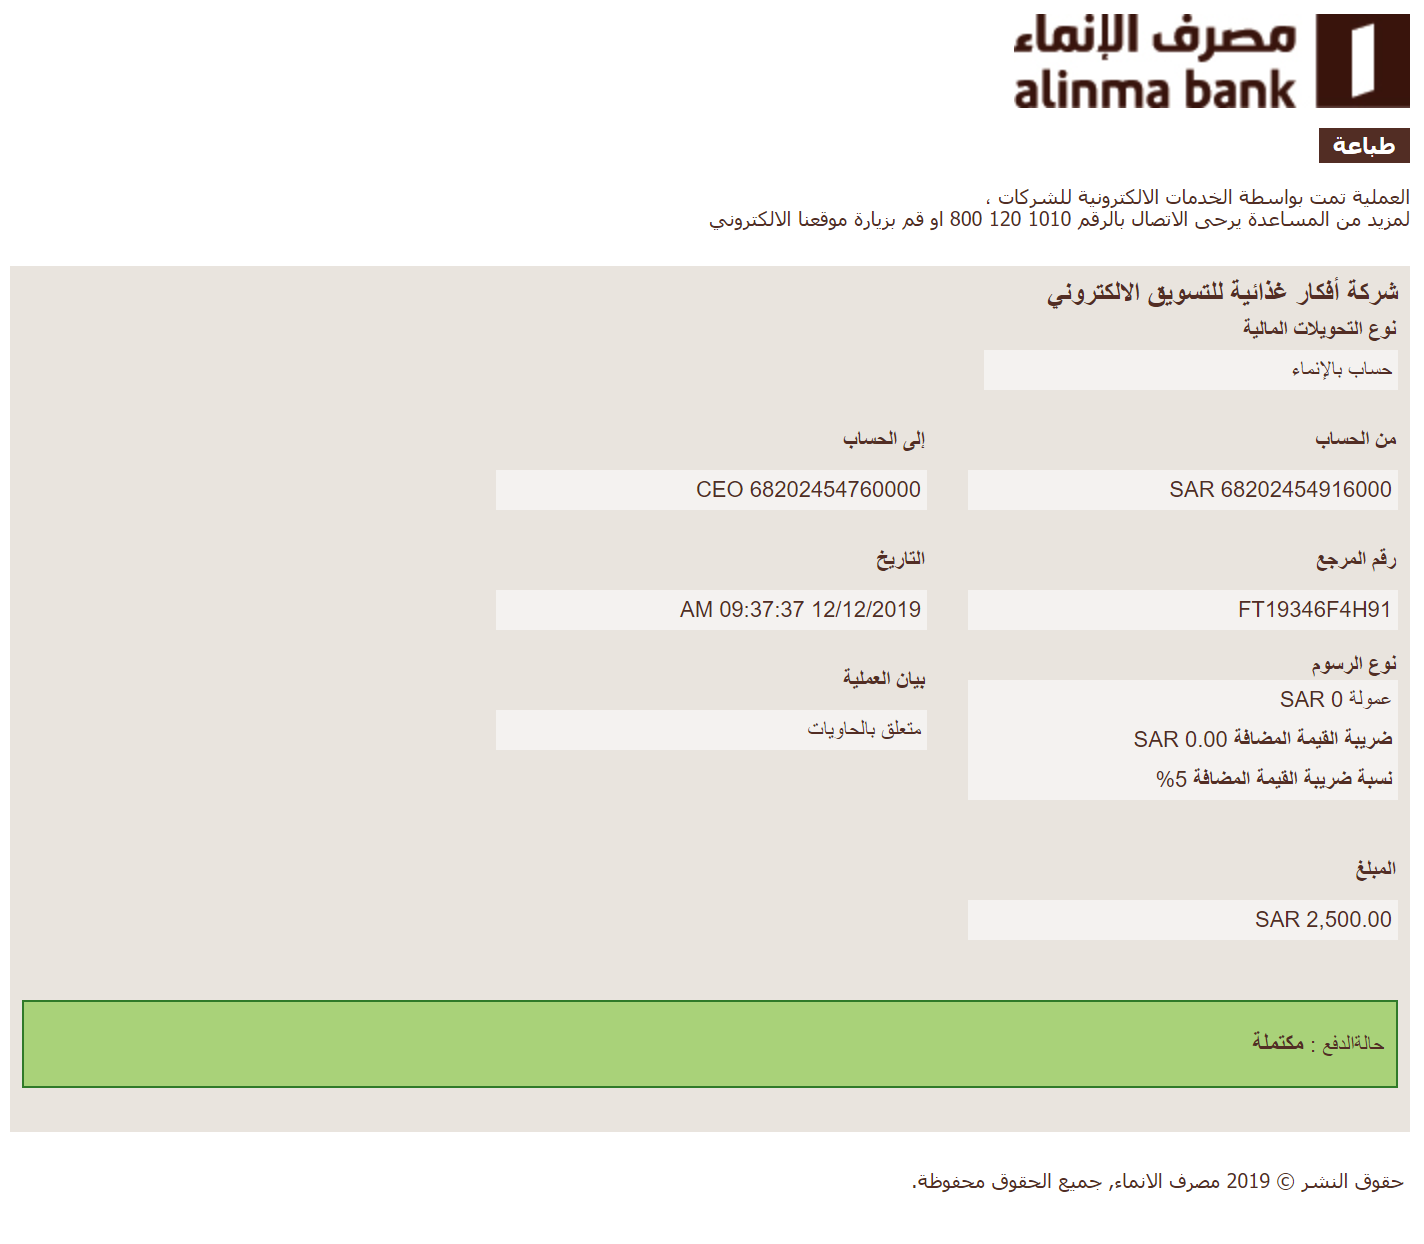 مصرف الإنماء
alinma bank
طباعة
العملية تمت بواسطة الخدمات الالكترونية للشركات ،
لمزيد من المساعدة يرجى الاتصال بالرقم 1010 120 800 او قم بزيارة موقعنا الالكتروني
شركة أفكار غذائية للتسويق الالكتروني
نوع التحويلات المالية
حساب بالإنماء
من الحساب
SAR 68202454916000
إلى الحساب
CEO 68202454760000
رقم المرجع
FT19346F4H91
التاريخ
AM 09:37:37 12/12/2019
نوع الرسوم
عمولة SAR 0
ضريبة القيمة المضافة SAR 0.00
نسبة ضريبة القيمة المضافة 5%
بيان العملية
متعلق بالحاويات
المبلغ
SAR 2,500.00
حالةالدفع : مكتملة
حقوق النشر © 2019 مصرف الانماء, جميع الحقوق محفوظة.